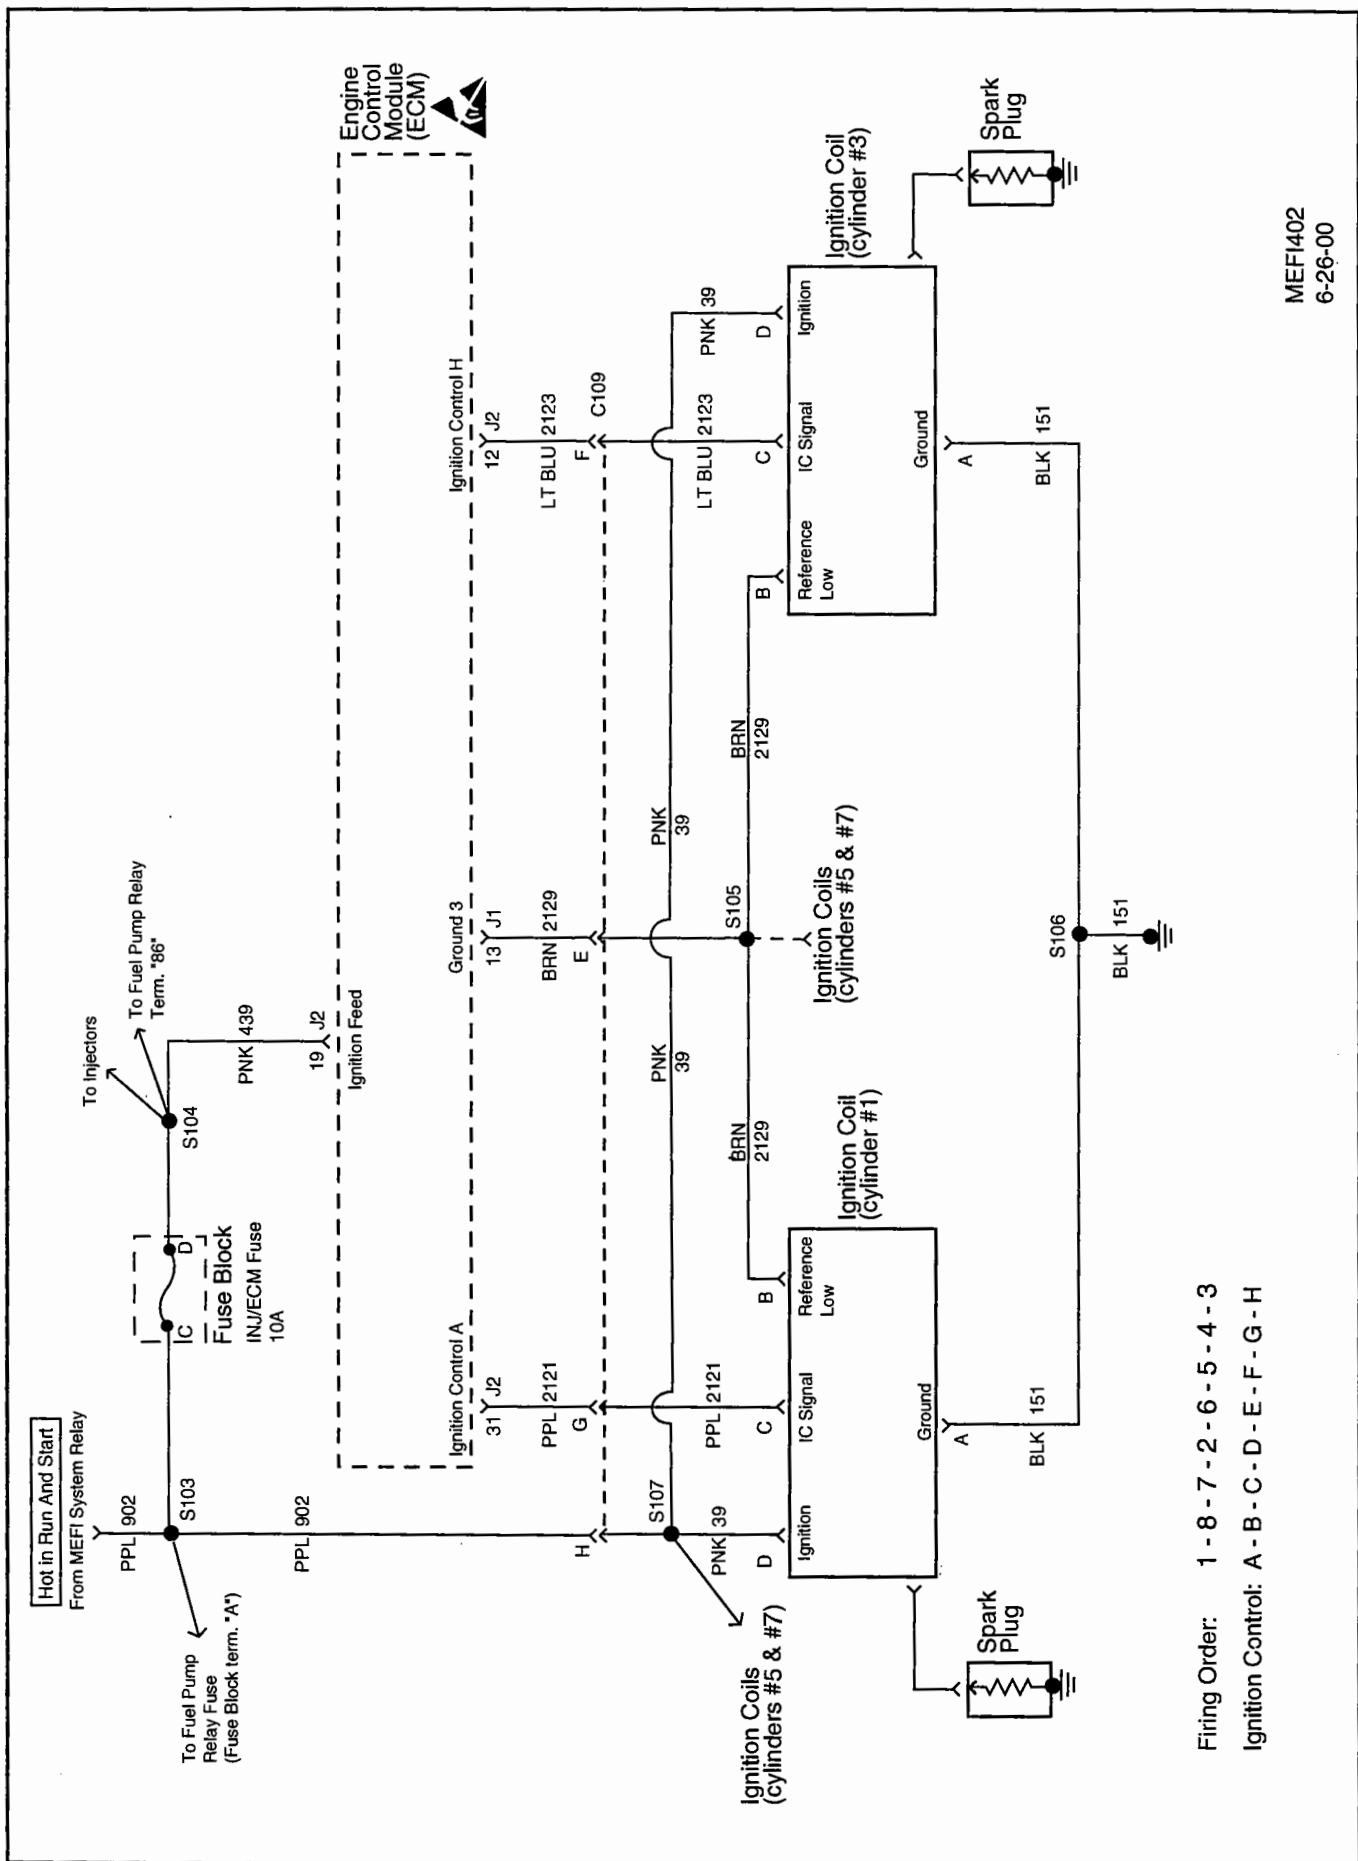 Hot in Run And Start
From MEFI System Relay
PPL 902
S103
To Fuel Pump
Relay Fuse
(Fuse Block term. "A")
C
D
Fuse Block
INJ/ECM Fuse
10A
S104
To Injectors
To Fuel Pump Relay
Term. "86"
PNK 439
19 J2
Ignition Feed
Engine
Control
Module
(ECM)
PPL 902
Ignition Control A
31 J2
PPL 2121
G
Ground 3
13 J1
BRN 2129
E
Ignition Control H
12 J2
LT BLU 2123
F
C109
H
S107
PNK
39
PNK
39
PNK 39
D
PPL 2121
C
BRN
2129
B
S105
BRN
2129
B
LT BLU 2123
C
PNK 39
D
Ignition Coils
(cylinders #5 & #7)
Ignition Coils
(cylinders #5 & #7)
Ignition
IC Signal
Reference
Low
Ground
Ignition Coil
(cylinder #1)
Reference
Low
IC Signal
Ignition
Ground
Ignition Coil
(cylinder #3)
Spark
Plug
Spark
Plug
A
BLK 151
S106
BLK 151
A
BLK 151
Firing Order: 1 - 8 - 7 - 2 - 6 - 5 - 4 - 3
Ignition Control: A - B - C - D - E - F - G - H
MEFI402
6-26-00